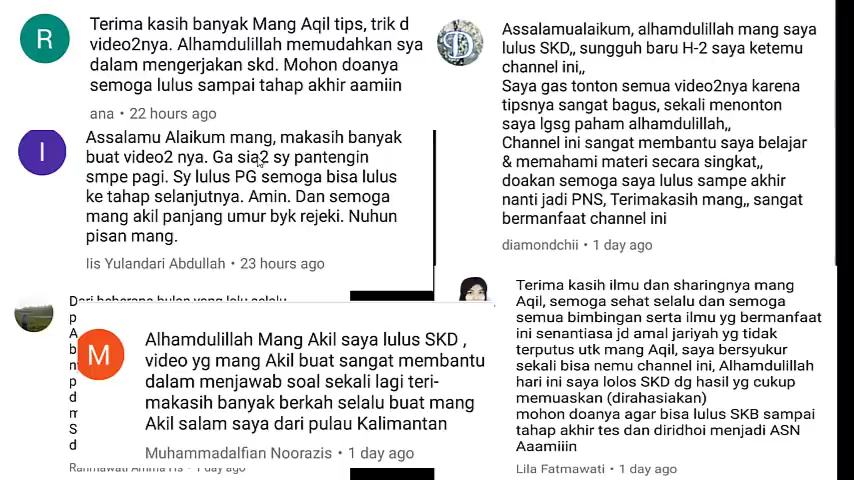 R
Terima kasih banyak Mang Aqil tips, trik d
video2nya. Alhamdulillah memudahkan sya
dalam mengerjakan skd. Mohon doanya
semoga lulus sampai tahap akhir aamiin
ana • 22 hours ago
I
Assalamu Alaikum mang, makasih banyak
buat video2 nya. Ga sia2 sy pantengin
smpe pagi. Sy lulus PG semoga bisa lulus
ke tahap selanjutnya. Amin. Dan semoga
mang akil panjang umur byk rejeki. Nuhun
pisan mang.
Iis Yulandari Abdullah • 23 hours ago
Dari beberapa bulan yang lalu selalu
M
Alhamdulillah Mang Akil saya lulus SKD ,
video yg mang Akil buat sangat membantu
dalam menjawab soal sekali lagi teri-
makasih banyak berkah selalu buat mang
Akil salam saya dari pulau Kalimantan
Muhammadalfian Noorazis • 1 day ago
1 day ago
D
Assalamualaikum, alhamdulillah mang saya
lulus SKD,, sungguh baru H-2 saya ketemu
channel ini,,
Saya gas tonton semua video2nya karena
tipsnya sangat bagus, sekali menonton
saya lgsg paham alhamdulillah,,
Channel ini sangat membantu saya belajar
& memahami materi secara singkat,,
doakan semoga saya lulus sampe akhir
nanti jadi PNS, Terimakasih mang,, sangat
bermanfaat channel ini
diamondchii • 1 day ago
Terima kasih ilmu dan sharingnya mang
Aqil, semoga sehat selalu dan semoga
semua bimbingan serta ilmu yg bermanfaat
ini senantiasa jd amal jariyah yg tidak
terputus utk mang Aqil, saya bersyukur
sekali bisa nemu channel ini, Alhamdulillah
hari ini saya lolos SKD dg hasil yg cukup
memuaskan (dirahasiakan)
mohon doanya agar bisa lulus SKB sampai
tahap akhir tes dan diridhoi menjadi ASN
Aaamiiin
Lila Fatmawati • 1 day ago